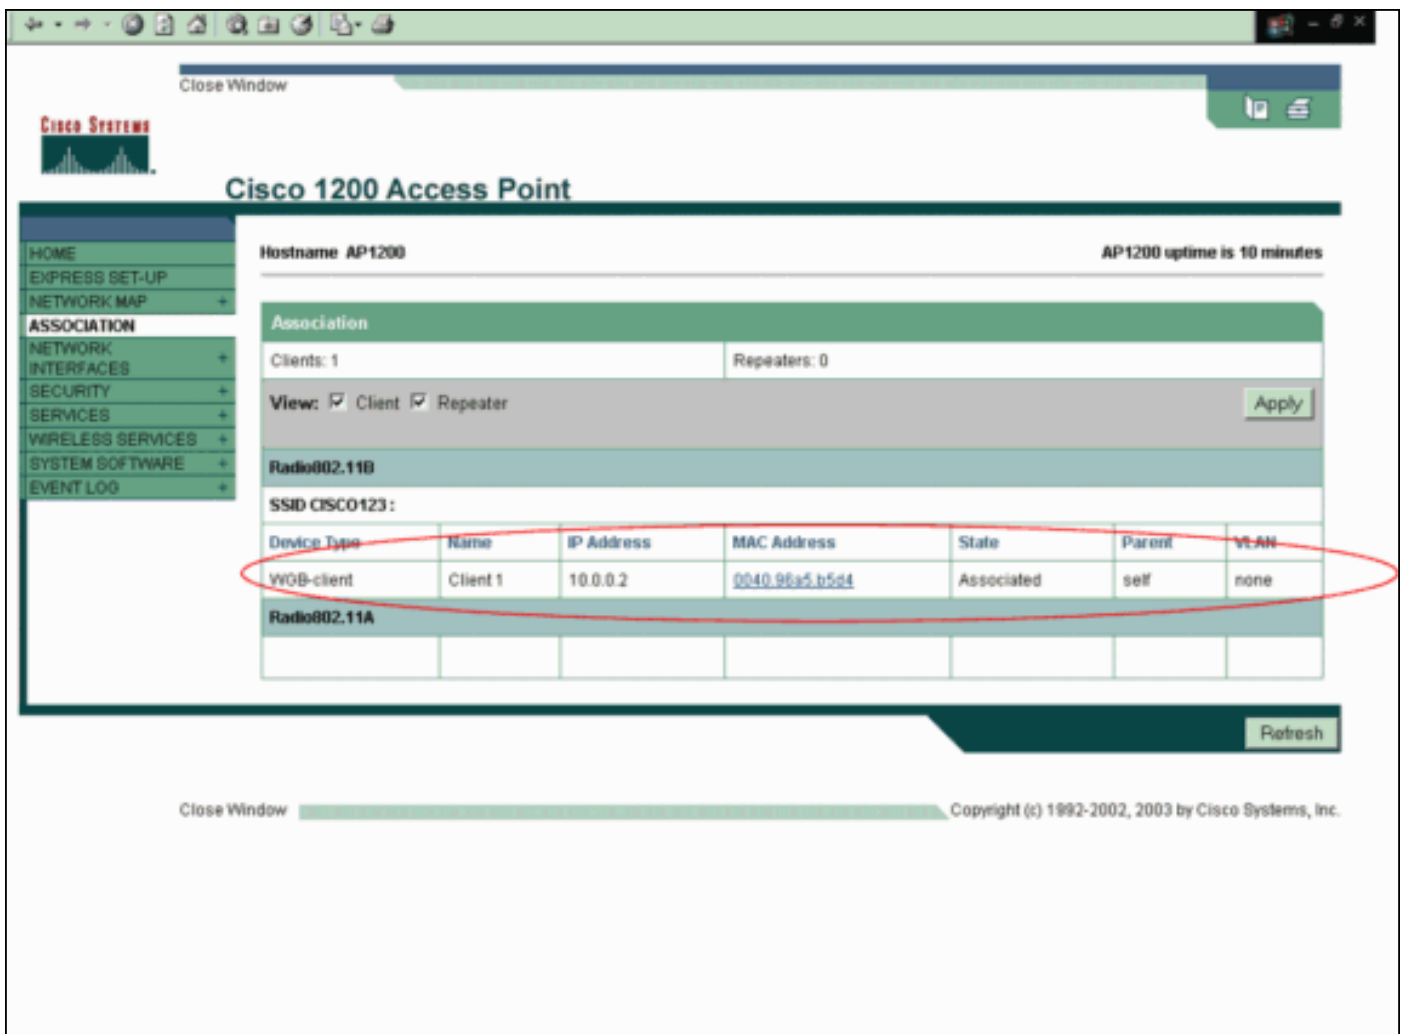 Close Window
CISCO SYSTEMS
Cisco 1200 Access Point
HOME
EXPRESS SET-UP
NETWORK MAP +
ASSOCIATION
NETWORK
INTERFACES +
SECURITY +
SERVICES +
WIRELESS SERVICES +
SYSTEM SOFTWARE +
EVENT LOG +
Hostname AP1200
AP1200 uptime is 10 minutes
Association
Clients: 1
Repeaters: 0
View: Client Repeater
Apply
Radio802.11B
SSID CISCO123 :
Device Type Name IP Address MAC Address State Parent VLAN
WGB-client Client 1 10.0.0.2 0040.96a5.b5d4 Associated self none
Radio802.11A
Refresh
Close Window
Copyright (c) 1992-2002, 2003 by Cisco Systems, Inc.